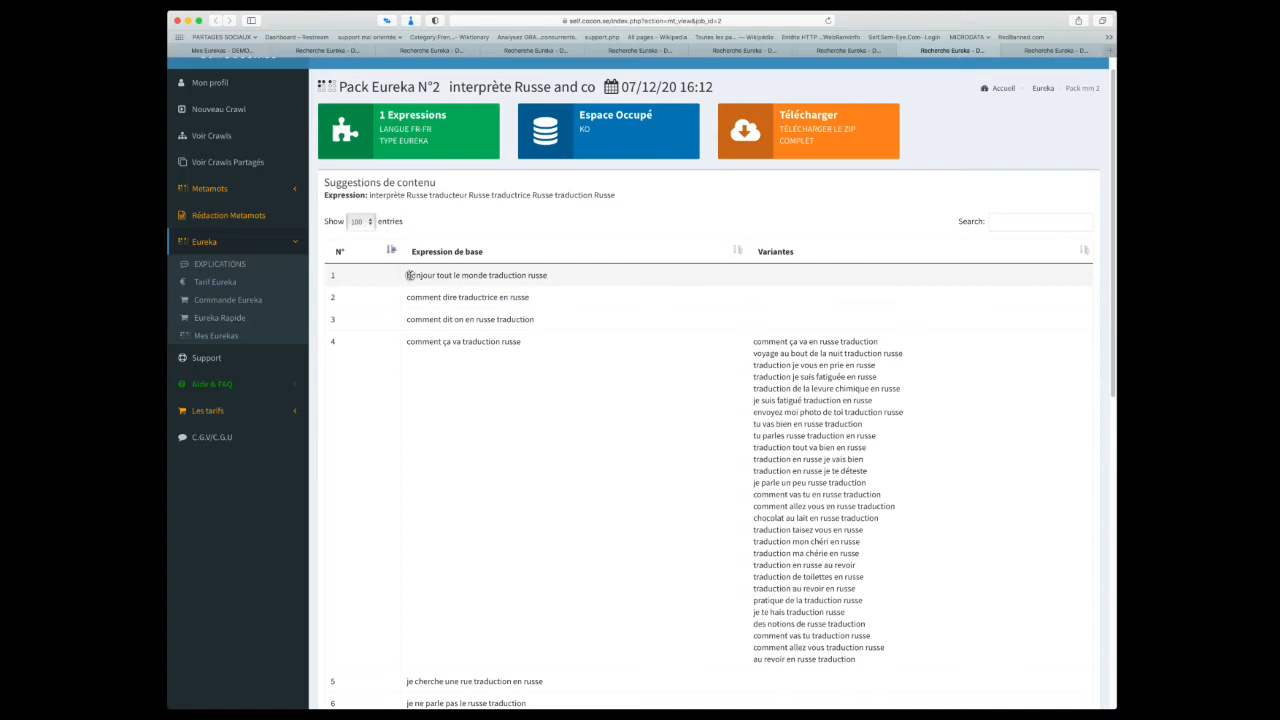 self.cocon.se/index.php?action=mt_view&job_id=2
PARTAGES SOCIAUX
Dashboard – Restream
support mai orientés
Category:Fren...- Wiktionary
Analysez GRA...concurrents..
support.php
All pages - Wikipedia
Toutes les pa... — Wikipédia
Entête HTTP ...WebRankInfo
Self.Sem-Eye.Com- Login
MICRODATA
RedBanned.com
Mes Eurekas - DEMO...
Recherche Eureka - D...
Recherche Eureka - D...
Recherche Eureka - D...
Recherche Eureka - D...
Recherche Eureka - D...
Recherche Eureka - D...
Recherche Eureka - D...
Recherche Eureka - D...
Mon profil
Nouveau Crawl
Voir Crawls
Voir Crawls Partagés
Metamots
Rédaction Metamots
Eureka
EXPLICATIONS
Tarif Eureka
Commande Eureka
Eureka Rapide
Mes Eurekas
Support
Aide & FAQ
Les tarifs
C.G.V/C.G.U
Pack Eureka N°2 interprète Russe and co 07/12/20 16:12
Accueil
Eureka
Pack mm 2
1 Expressions
LANGUE FR-FR
TYPE EUREKA
Espace Occupé
KO
Télécharger
TÉLÉCHARGER LE ZIP
COMPLET
Suggestions de contenu
Expression: interprète Russe traducteur Russe traductrice Russe traduction Russe
Show 100 entries
Search:
N° Expression de base Variantes
1 bonjour tout le monde traduction russe
2 comment dire traductrice en russe
3 comment dit on en russe traduction
4 comment ça va traduction russe
comment ça va en russe traduction
voyage au bout de la nuit traduction russe
traduction je vous en prie en russe
traduction je suis fatiguée en russe
traduction de la levure chimique en russe
je suis fatigué traduction en russe
envoyez moi photo de toi traduction russe
tu vas bien en russe traduction
tu parles russe traduction en russe
traduction tout va bien en russe
traduction en russe je vais bien
traduction en russe je te déteste
je parle un peu russe traduction
comment vas tu en russe traduction
comment allez vous en russe traduction
chocolat au lait en russe traduction
traduction taisez vous en russe
traduction mon chéri en russe
traduction ma chérie en russe
traduction en russe au revoir
traduction de toilettes en russe
traduction au revoir en russe
pratique de la traduction russe
je te hais traduction russe
des notions de russe traduction
comment vas tu traduction russe
comment allez vous traduction russe
au revoir en russe traduction
5 je cherche une rue traduction en russe
6 je ne parle pas le russe traduction